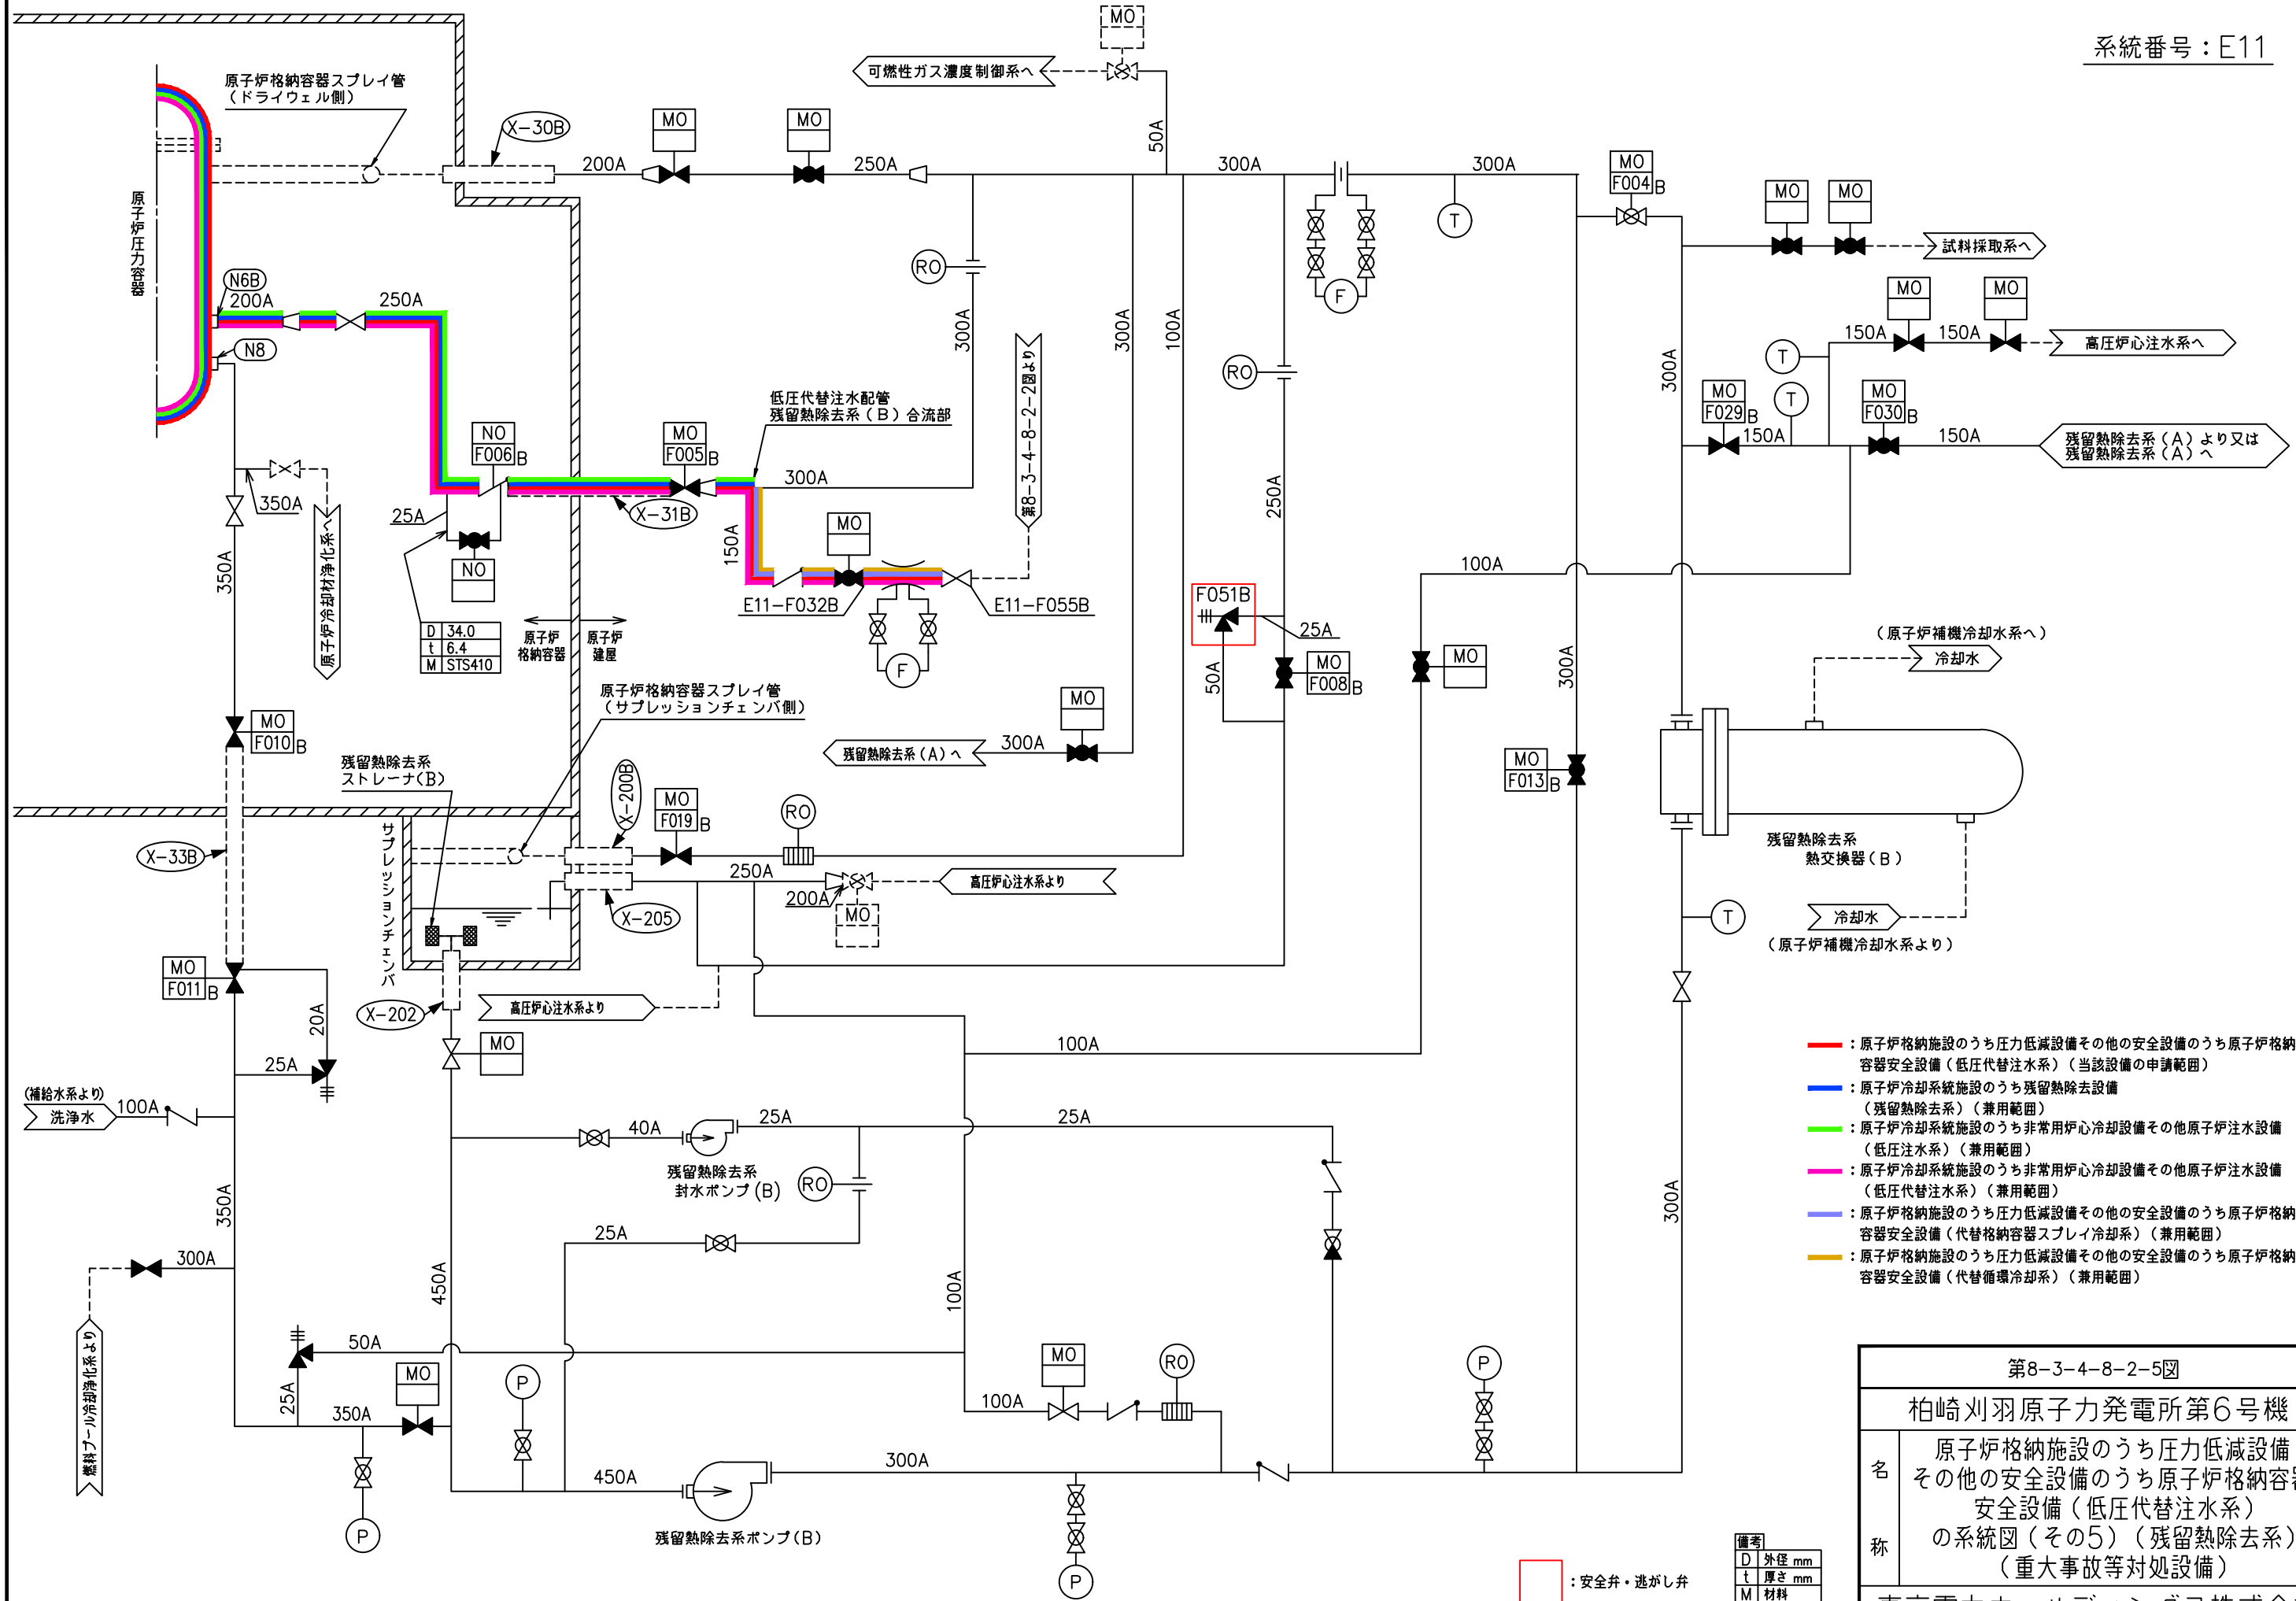 系統番号：E11
MO
可燃性ガス濃度制御系へ
50A
原子炉格納容器スプレイ管
（ドライウェル側）
X-30B
MO
MO
200A
250A
300A
300A
MO
F004 B
MO
MO
試料採取系へ
T
RO
F
原子炉圧力容器
N6B
200A
250A
N8
300A
300A
100A
RO
300A
MO
MO
150A
150A
高圧炉心注水系へ
T
T
MO
F029 B
MO
F030 B
150A
150A
残留熱除去系（A）より又は
残留熱除去系（A）へ
第8-3-4-8-2-2図より
低圧代替注水配管
残留熱除去系（B）合流部
NO
F006 B
MO
F005 B
300A
X-31B
350A
25A
NO
150A
MO
250A
350A
原子炉冷却材浄化系へ
E11-F032B
E11-F055B
F
D 34.0
t 6.4
M STS410
原子炉
格納容器
原子炉
建屋
F051B
25A
50A
MO
F008 B
100A
MO
300A
（原子炉補機冷却水系へ）
冷却水
原子炉格納容器スプレイ管
（サプレッションチェンバ側）
MO
300A
残留熱除去系（A）へ
MO
F010 B
残留熱除去系
ストレーナ(B)
MO
F013 B
X-200B
MO
F019 B
RO
サプレッションチェンバ
X-33B
残留熱除去系
熱交換器（B）
250A
200A
MO
高圧炉心注水系より
X-205
冷却水
（原子炉補機冷却水系より）
T
MO
F011 B
X-202
高圧炉心注水系より
20A
MO
100A
25A
(補給水系より)
洗浄水
100A
40A
25A
25A
残留熱除去系
封水ポンプ(B)
RO
350A
25A
300A
300A
450A
100A
燃料プール冷却浄化系より
50A
25A
MO
350A
P
P
MO
RO
100A
P
450A
300A
残留熱除去系ポンプ(B)
P
：原子炉格納施設のうち圧力低減設備その他の安全設備のうち原子炉格納
容器安全設備（低圧代替注水系）（当該設備の申請範囲）
：原子炉冷却系統施設のうち残留熱除去設備
（残留熱除去系）（兼用範囲）
：原子炉冷却系統施設のうち非常用炉心冷却設備その他原子炉注水設備
（低圧注水系）（兼用範囲）
：原子炉冷却系統施設のうち非常用炉心冷却設備その他原子炉注水設備
（低圧代替注水系）（兼用範囲）
：原子炉格納施設のうち圧力低減設備その他の安全設備のうち原子炉格納
容器安全設備（代替格納容器スプレイ冷却系）（兼用範囲）
：原子炉格納施設のうち圧力低減設備その他の安全設備のうち原子炉格納
容器安全設備（代替循環冷却系）（兼用範囲）
第8-3-4-8-2-5図
柏崎刈羽原子力発電所第6号機
名称
原子炉格納施設のうち圧力低減設備
その他の安全設備のうち原子炉格納容器
安全設備（低圧代替注水系）
の系統図（その5）（残留熱除去系）
（重大事故等対処設備）
：安全弁・逃がし弁
備考
D 外径 mm
t 厚さ mm
M 材料